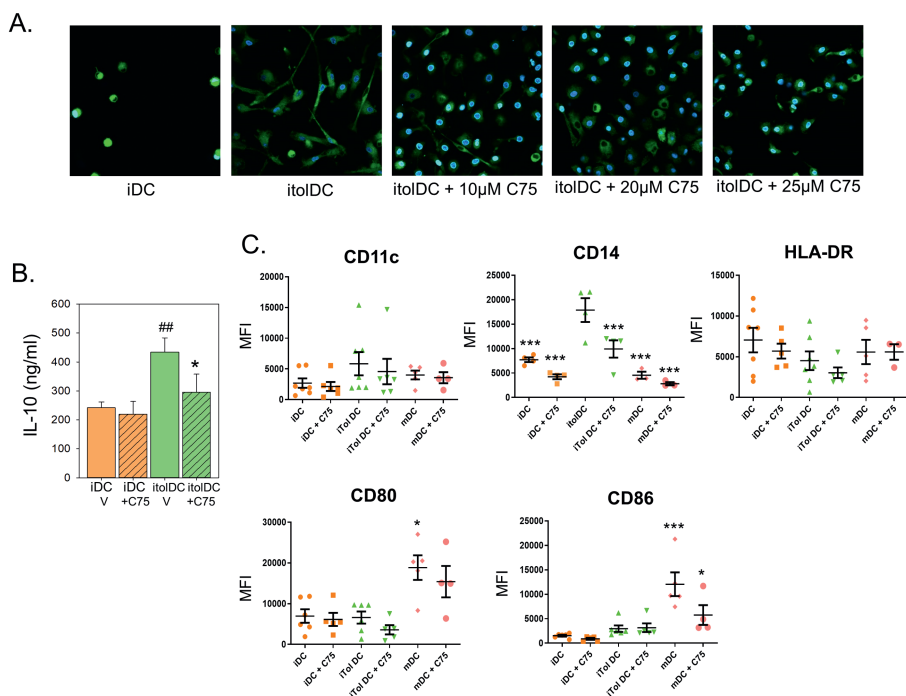 A.
iDC
itolDC
itolDC + 10µM C75
itolDC + 20µM C75
itolDC + 25µM C75
B.
IL-10 (ng/ml)
600
500
400
300
200
100
0
##
*
iDC
V
iDC
+C75
itolDC
V
itolDC
+C75
C.
CD11c
MFI
20000
15000
10000
5000
0
iDC
iDC + C75
iTol DC
iTol DC + C75
mDC
mDC + C75
CD14
MFI
25000
20000
15000
10000
5000
0
***
***
***
***
***
iDC
iDC + C75
itolDC
iTol DC + C75
mDC
mDC + C75
HLA-DR
MFI
15000
10000
5000
0
iDC
iDC + C75
iTol DC
iTol DC + C75
mDC
mDC + C75
CD80
MFI
30000
20000
10000
0
*
iDC
iDC + C75
iTol DC
iTol DC + C75
mDC
mDC + C75
CD86
MFI
25000
20000
15000
10000
5000
0
***
*
iDC
iDC + C75
iTol DC
iTol DC + C75
mDC
mDC + C75